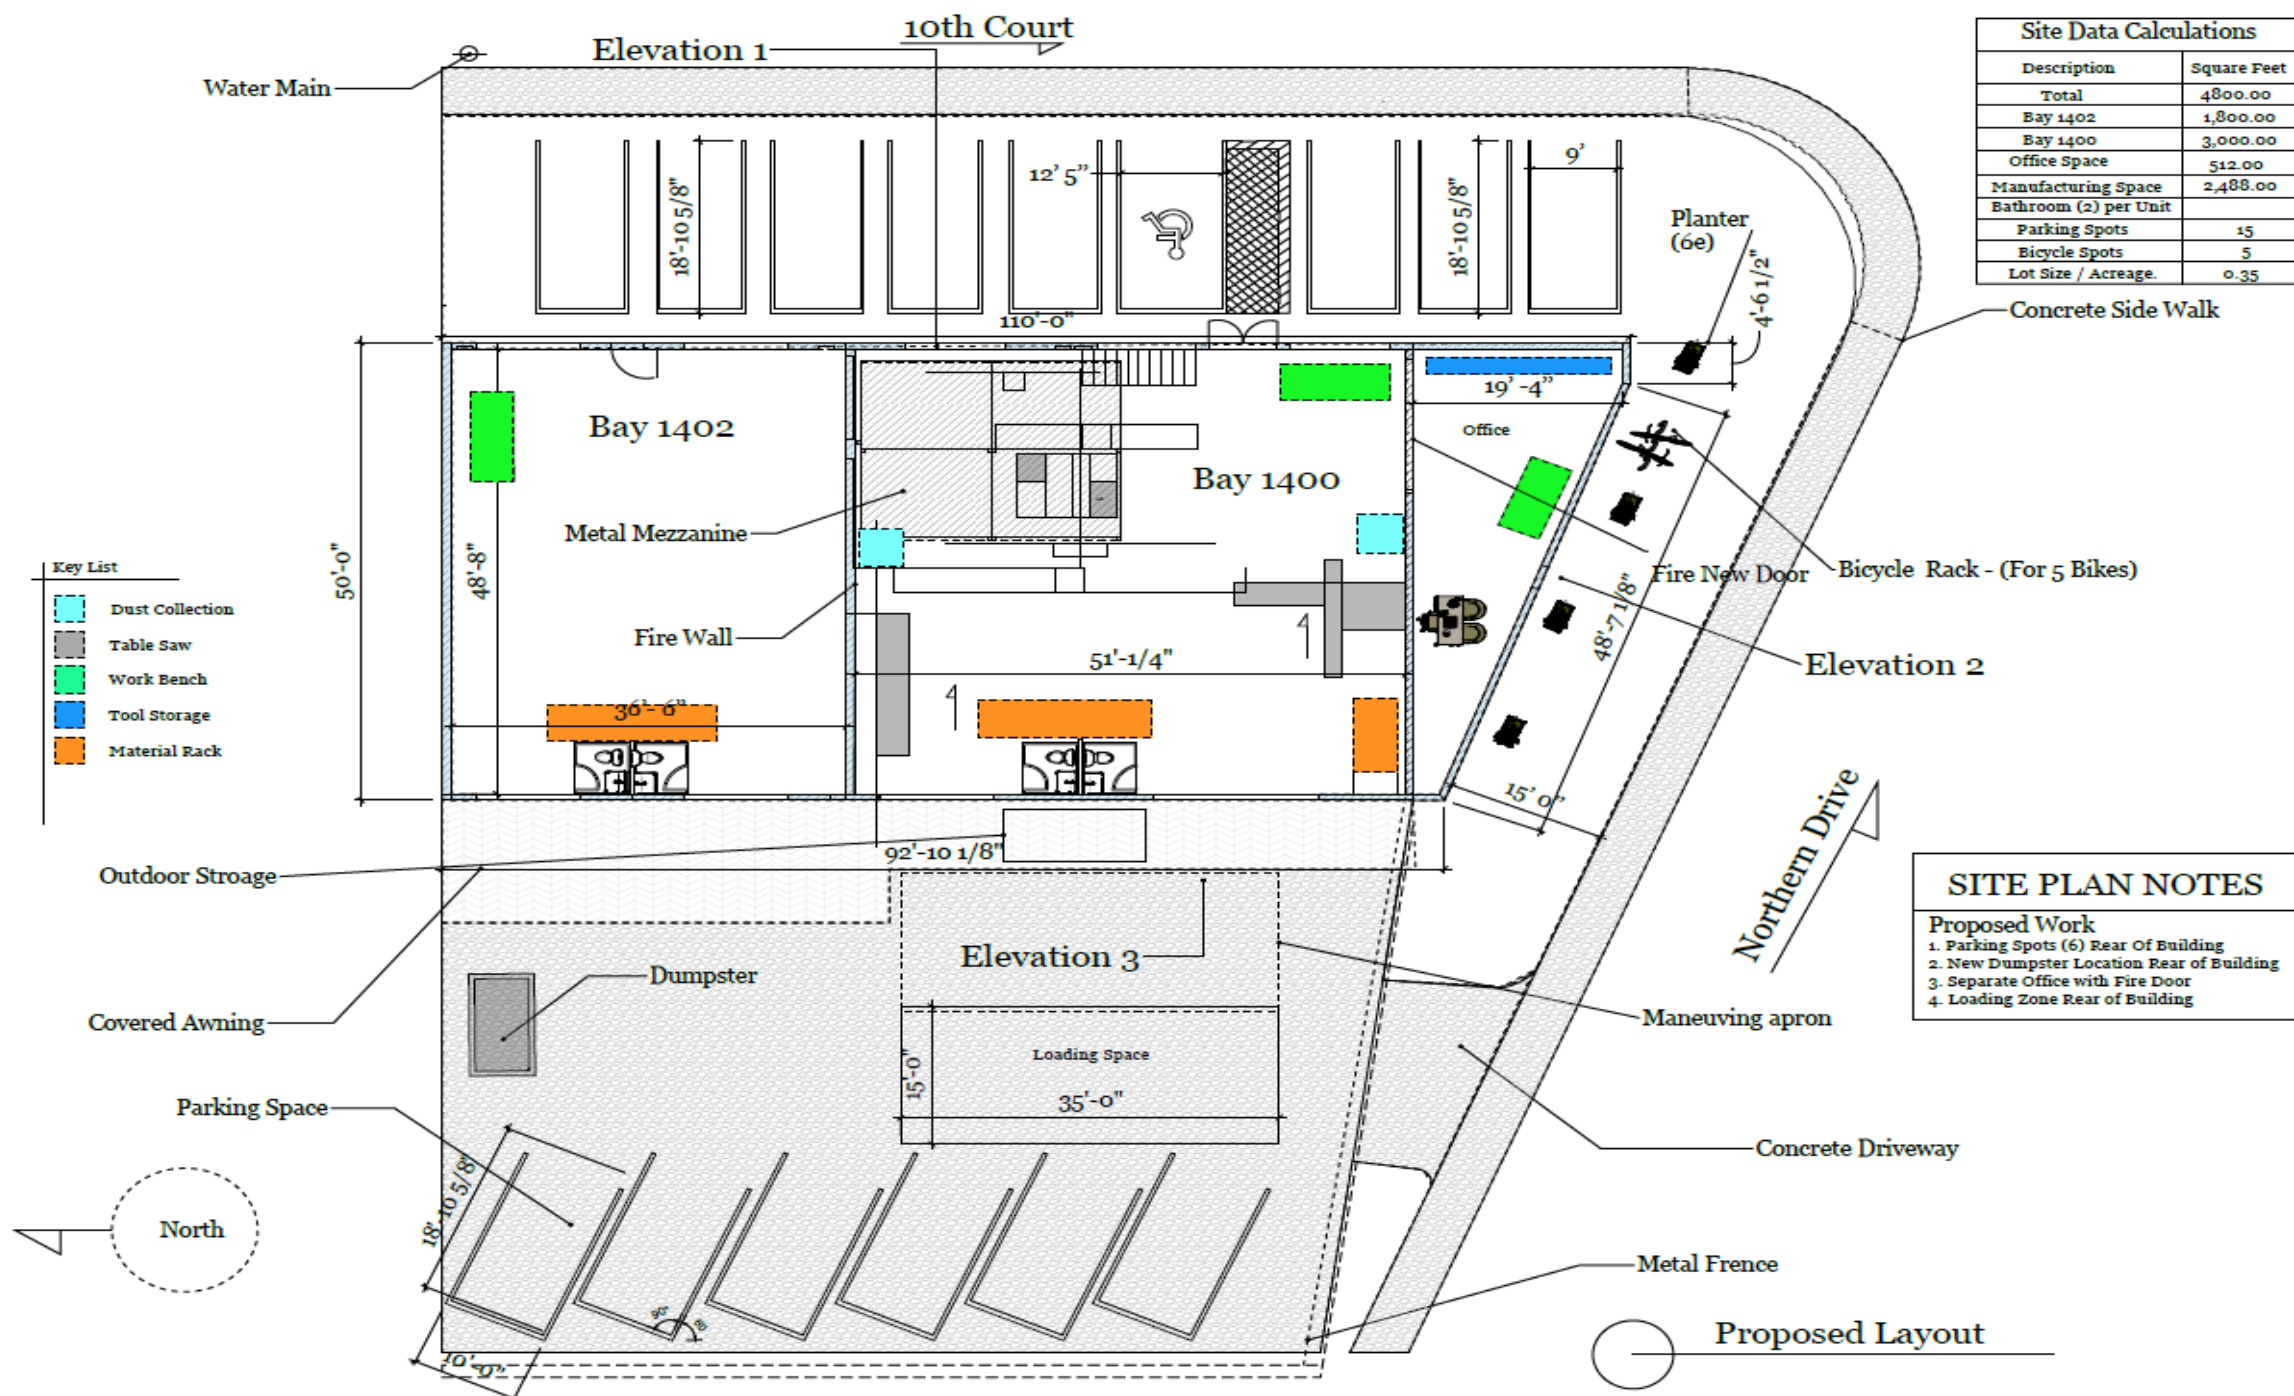 10th Court
Elevation 1
Water Main
Site Data Calculations
Description Square Feet
Total 4800.00
Bay 1402 1,800.00
Bay 1400 3,000.00
Office Space 512.00
Manufacturing Space 2,488.00
Bathroom (2) per Unit
Parking Spots 15
Bicycle Spots 5
Lot Size / Acreage. 0.35
18'-10 5/8"
12' 5"
18'-10 5/8"
9'
Planter
(6e)
4'-6 1/2"
Concrete Side Walk
110'-0"
19' -4"
Bay 1402
Office
Bay 1400
Metal Mezzanine
50'-0"
48'-8"
Key List
Dust Collection
Table Saw
Work Bench
Tool Storage
Material Rack
Fire New Door
Bicycle Rack - (For 5 Bikes)
48'-7 1/8"
Fire Wall
51'-1/4"
Elevation 2
4
4
36'- 6"
15' 0"
Northern Drive
92'-10 1/8"
Outdoor Stroage
SITE PLAN NOTES
Proposed Work
1. Parking Spots (6) Rear Of Building
2. New Dumpster Location Rear of Building
3. Separate Office with Fire Door
4. Loading Zone Rear of Building
Elevation 3
Dumpster
Covered Awning
Maneuving apron
Loading Space
15'-0"
35'-0"
Parking Space
Concrete Driveway
18'-10 5/8"
North
Metal Frence
90°
10'-0"
Proposed Layout